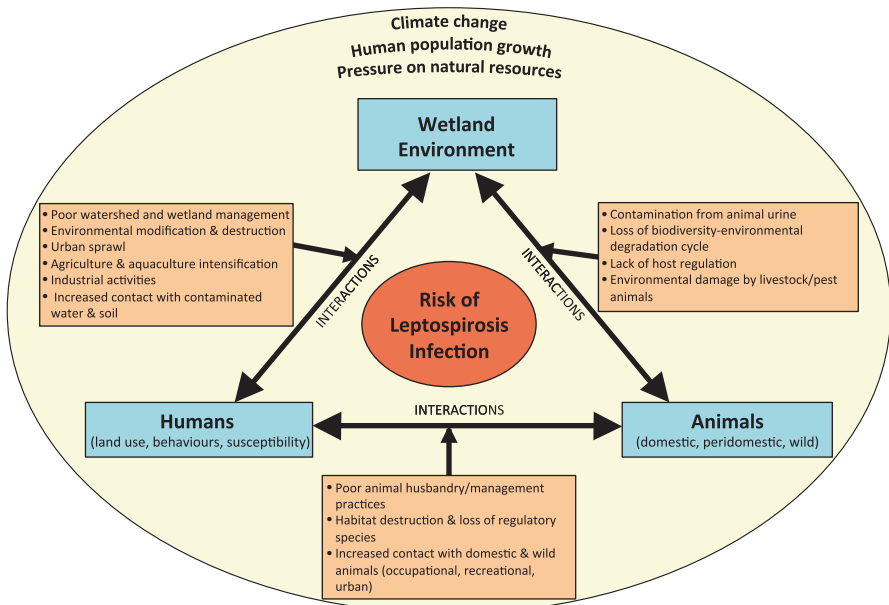 Climate change
Human population growth
Pressure on natural resources
Wetland
Environment
• Poor watershed and wetland management
• Environmental modification & destruction
• Urban sprawl
• Agriculture & aquaculture intensification
• Industrial activities
• Increased contact with contaminated
water & soil
• Contamination from animal urine
• Loss of biodiversity-environmental
degradation cycle
• Lack of host regulation
• Environmental damage by livestock/pest
animals
INTERACTIONS
INTERACTIONS
Risk of
Leptospirosis
Infection
Humans
(land use, behaviours, susceptibility)
INTERACTIONS
Animals
(domestic, peridomestic, wild)
• Poor animal husbandry/management
practices
• Habitat destruction & loss of regulatory
species
• Increased contact with domestic & wild
animals (occupational, recreational,
urban)